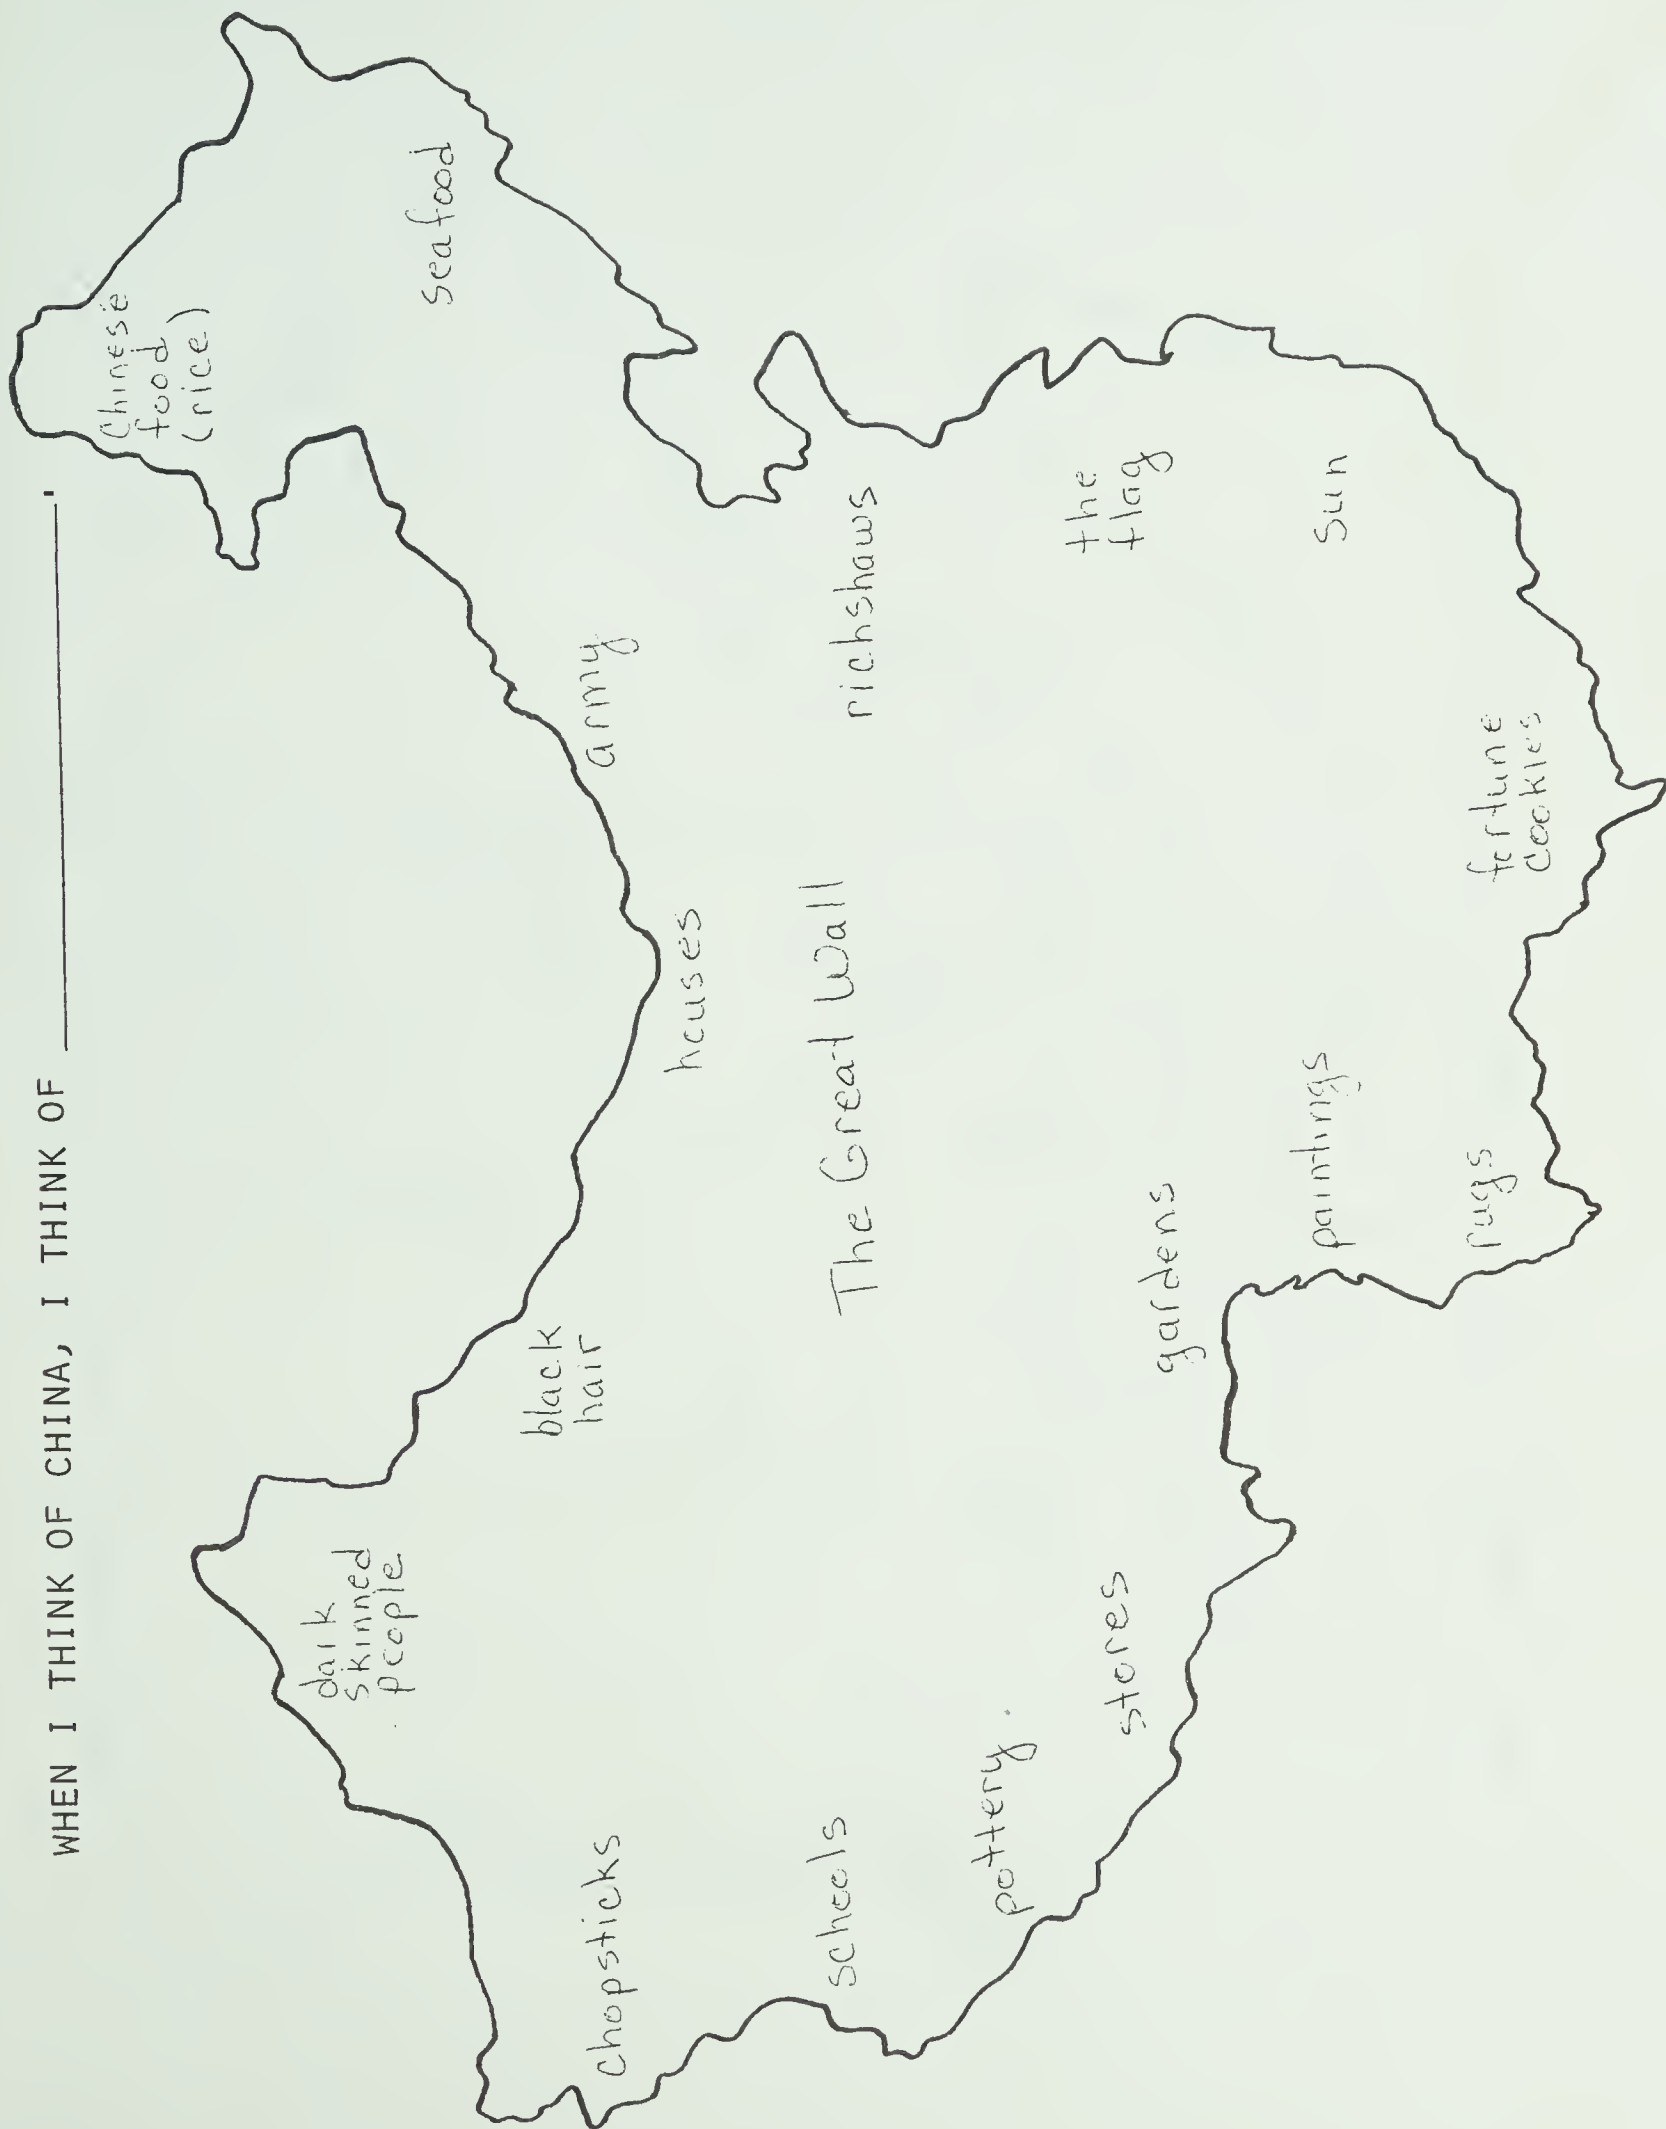 WHEN I THINK OF CHINA, I THINK OF
Chinese
food
(rice)
seafood
dark
skinned
people
black
hair
army
houses
chopsticks
The Great Wall
richshaws
schools
pottery
the
flag
gardens
stores
paintings
sun
rugs
fortune
cookies